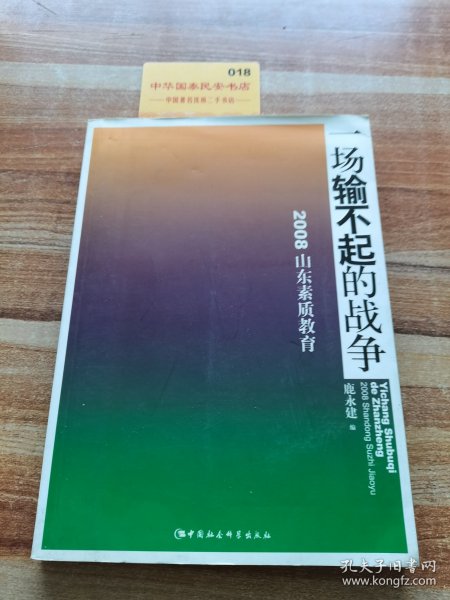 018
中华国泰民安书店
中国著名连锁二手书店
一场输不起的战争
2008 山东素质教育
Yichang Shubuqi
de Zhanzheng
2008 Shandong Suzhi Jiaoyu
鹿永建 编
中国社会科学出版社
孔夫子旧书网
www.kongfz.com